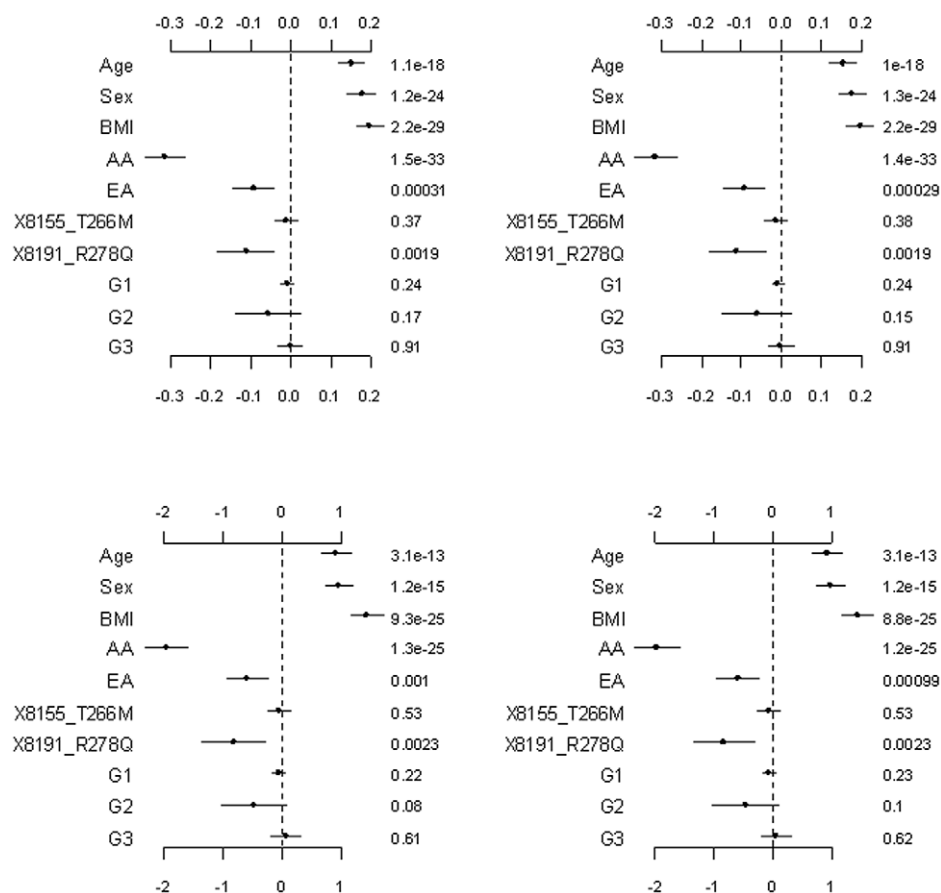 -0.3 -0.2 -0.1 0.0 0.1 0.2
Age 1.1e-18
Sex 1.2e-24
BMI 2.2e-29
AA 1.5e-33
EA 0.00031
X8155_T266M 0.37
X8191_R278Q 0.0019
G1 0.24
G2 0.17
G3 0.91
-0.3 -0.2 -0.1 0.0 0.1 0.2
-0.3 -0.2 -0.1 0.0 0.1 0.2
Age 1e-18
Sex 1.3e-24
BMI 2.2e-29
AA 1.4e-33
EA 0.00029
X8155_T266M 0.38
X8191_R278Q 0.0019
G1 0.24
G2 0.15
G3 0.91
-0.3 -0.2 -0.1 0.0 0.1 0.2
-2 -1 0 1
Age 3.1e-13
Sex 1.2e-15
BMI 9.3e-25
AA 1.3e-25
EA 0.001
X8155_T266M 0.53
X8191_R278Q 0.0023
G1 0.22
G2 0.08
G3 0.61
-2 -1 0 1
-2 -1 0 1
Age 3.1e-13
Sex 1.2e-15
BMI 8.8e-25
AA 1.2e-25
EA 0.00099
X8155_T266M 0.53
X8191_R278Q 0.0023
G1 0.23
G2 0.1
G3 0.62
-2 -1 0 1